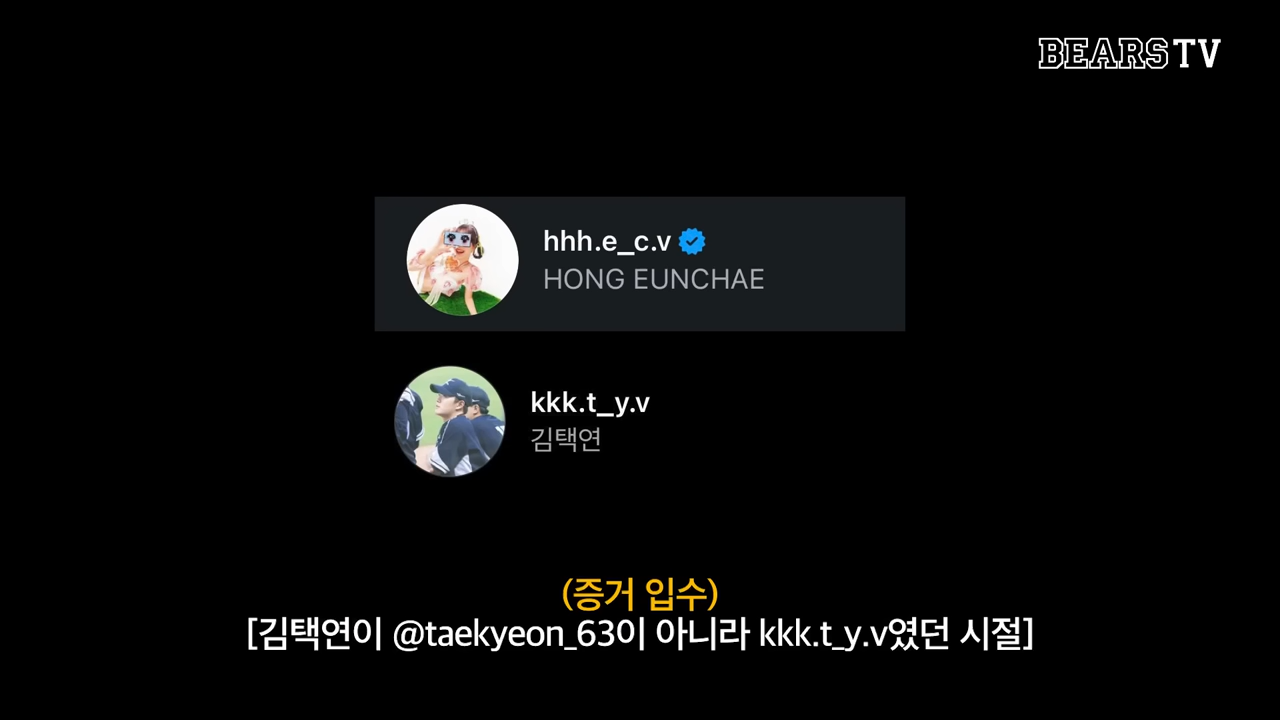 BEARS TV
hhh.e_c.v
HONG EUNCHAE
kkk.t_y.v
김택연
(증거 입수)
[김택연이 @taekyeon_63이 아니라 kkk.t_y.v였던 시절]